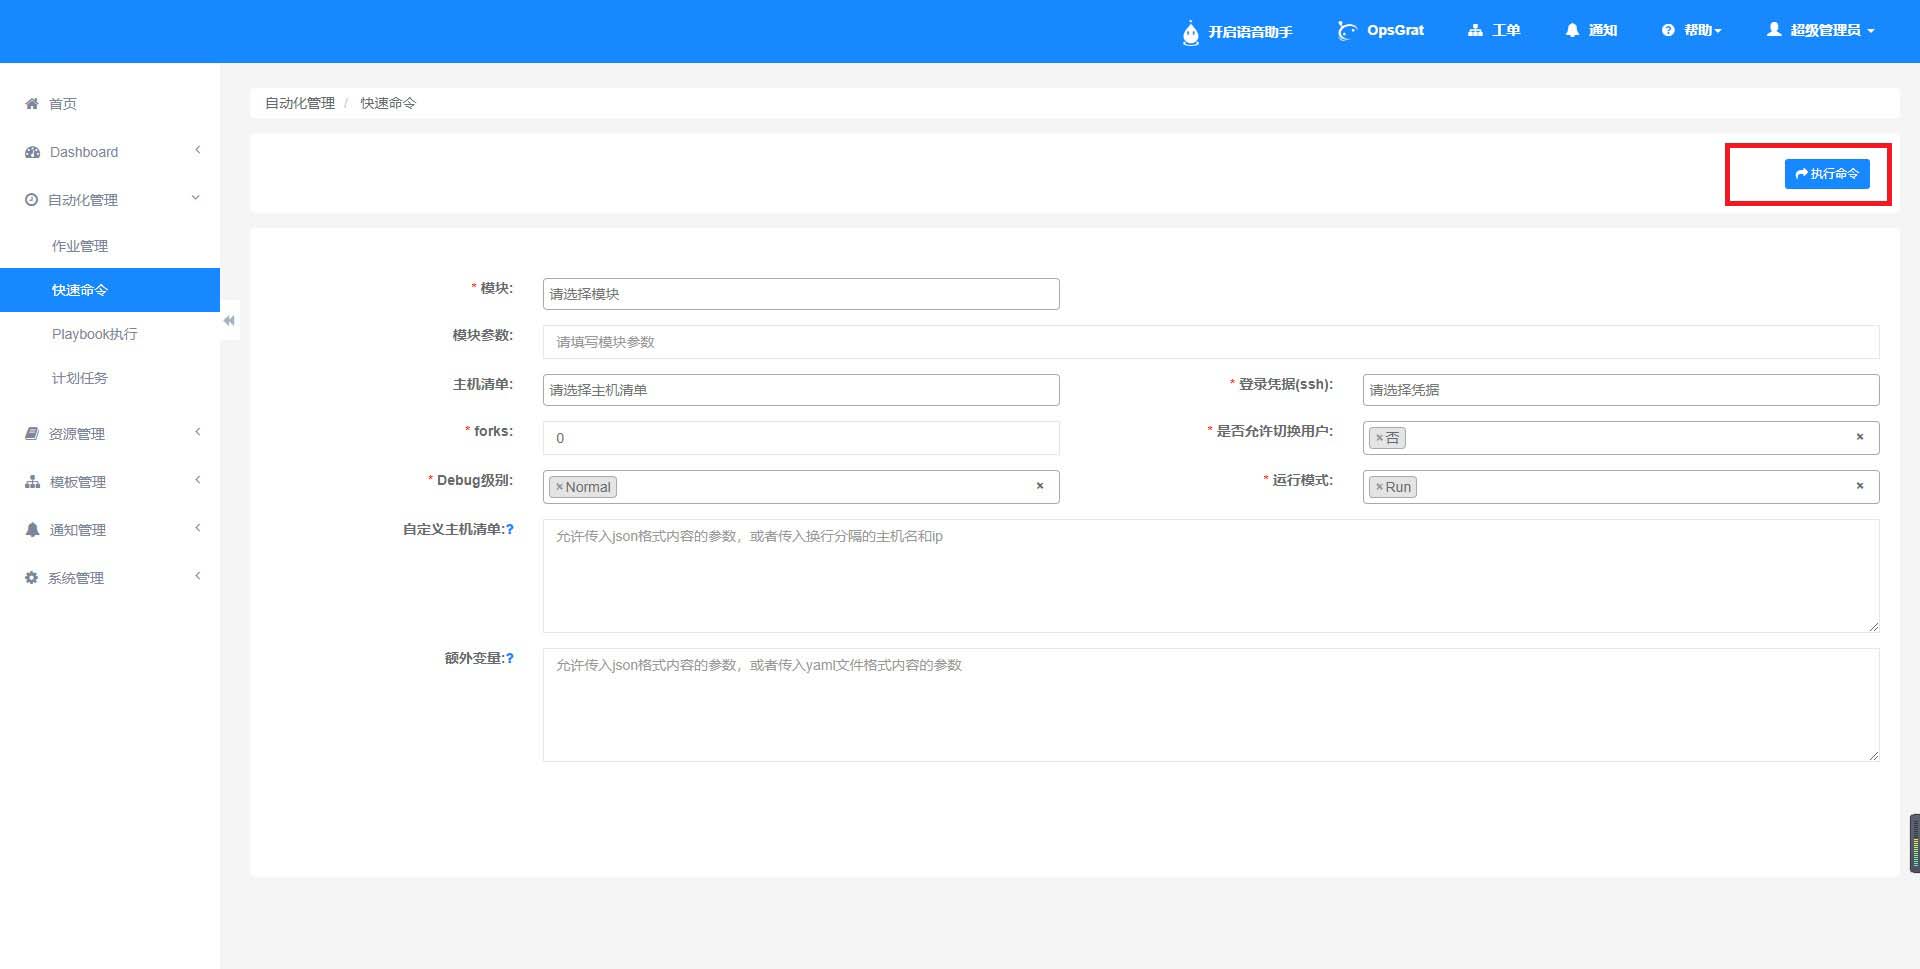 开启语音助手
OpsGrat
工单
通知
帮助
超级管理员
首页
Dashboard
自动化管理
作业管理
快速命令
Playbook执行
计划任务
资源管理
模板管理
通知管理
系统管理
自动化管理 / 快速命令
执行命令
* 模块:
请选择模块
模块参数:
请填写模块参数
主机清单:
请选择主机清单
* 登录凭据(ssh):
请选择凭据
* forks:
0
* 是否允许切换用户:
×否
×
* Debug级别:
×Normal
×
* 运行模式:
×Run
×
自定义主机清单:?
允许传入json格式内容的参数，或者传入换行分隔的主机名和ip
额外变量:?
允许传入json格式内容的参数，或者传入yaml文件格式内容的参数